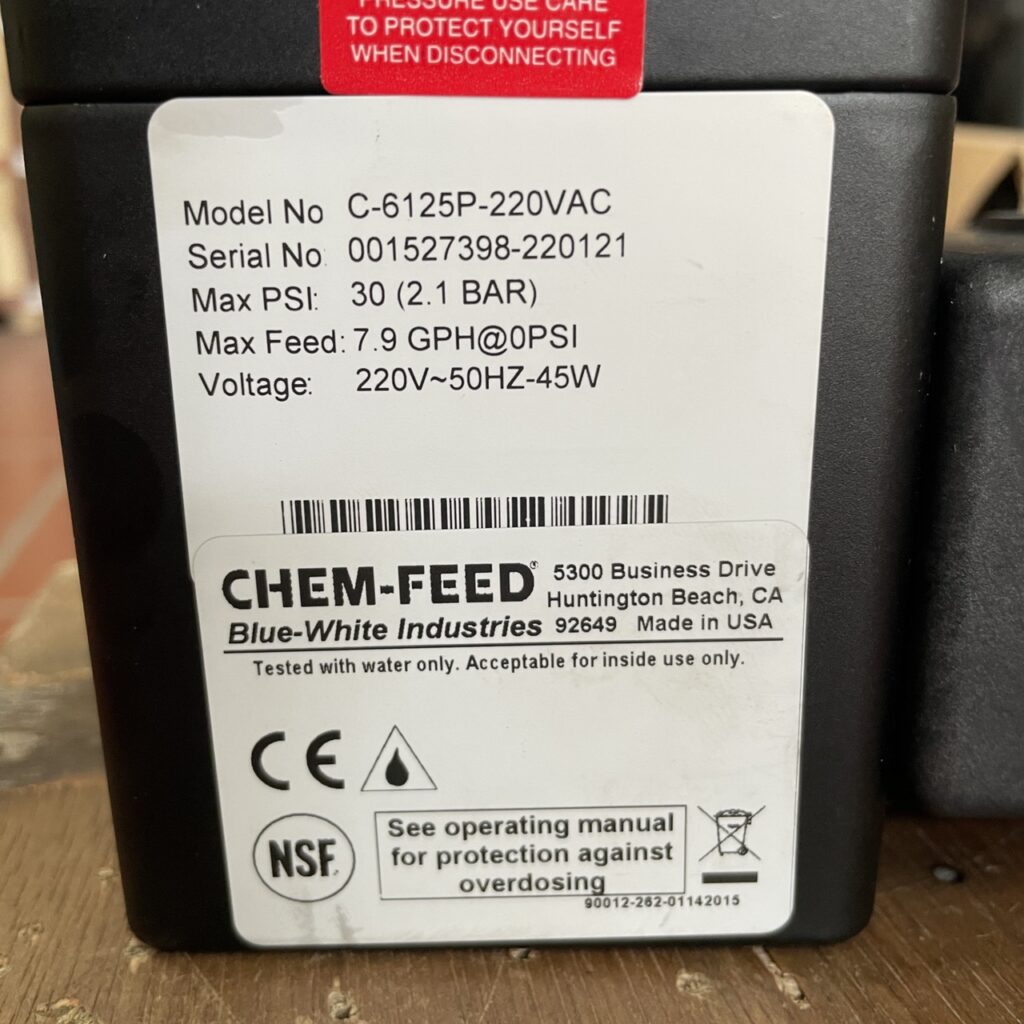 PRESSURE USE CARE
TO PROTECT YOURSELF
WHEN DISCONNECTING
Model No C-6125P-220VAC
Serial No: 001527398-220121
Max PSI: 30 (2.1 BAR)
Max Feed: 7.9 GPH@0PSI
Voltage: 220V~50HZ-45W
CHEM-FEED® 5300 Business Drive
Huntington Beach, CA
Blue-White Industries 92649 Made in USA
Tested with water only. Acceptable for inside use only.
CE
NSF.
See operating manual
for protection against
overdosing
90012-262-01142015